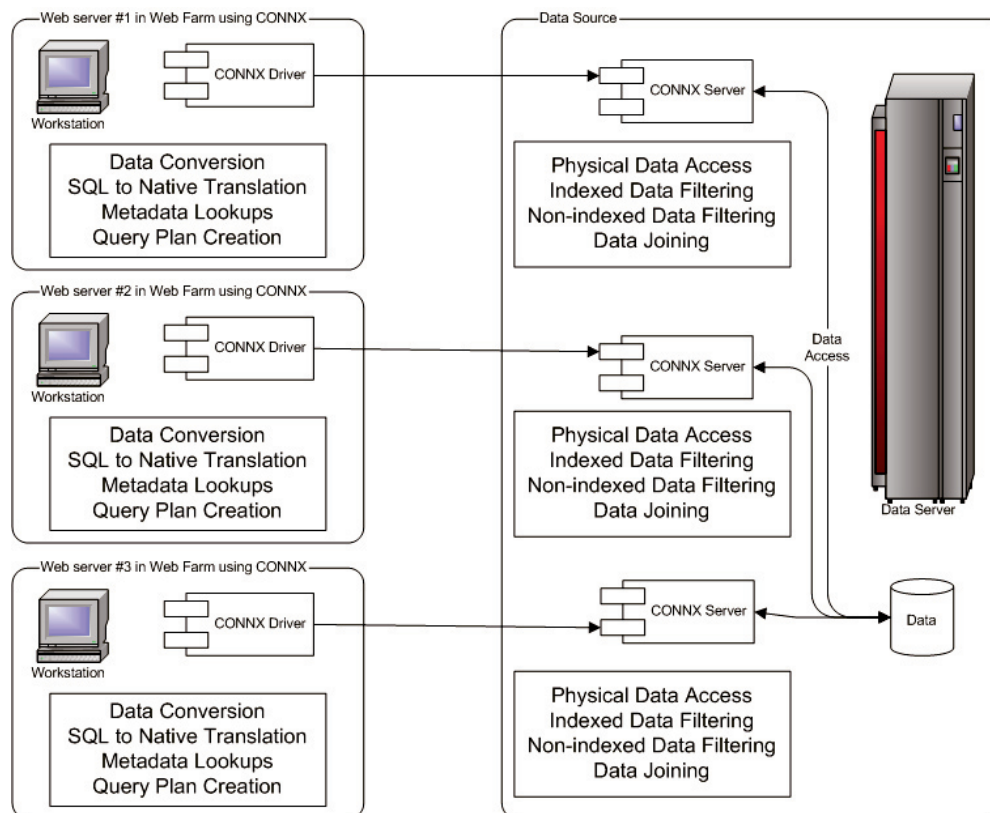 Web server #1 in Web Farm using CONNX
CONNX Driver
Workstation
Data Conversion
SQL to Native Translation
Metadata Lookups
Query Plan Creation
Web server #2 in Web Farm using CONNX
CONNX Driver
Workstation
Data Conversion
SQL to Native Translation
Metadata Lookups
Query Plan Creation
Web server #3 in Web Farm using CONNX
CONNX Driver
Workstation
Data Conversion
SQL to Native Translation
Metadata Lookups
Query Plan Creation
Data Source
CONNX Server
Physical Data Access
Indexed Data Filtering
Non-indexed Data Filtering
Data Joining
CONNX Server
Physical Data Access
Indexed Data Filtering
Non-indexed Data Filtering
Data Joining
CONNX Server
Physical Data Access
Indexed Data Filtering
Non-indexed Data Filtering
Data Joining
Data
Access
Data Server
Data